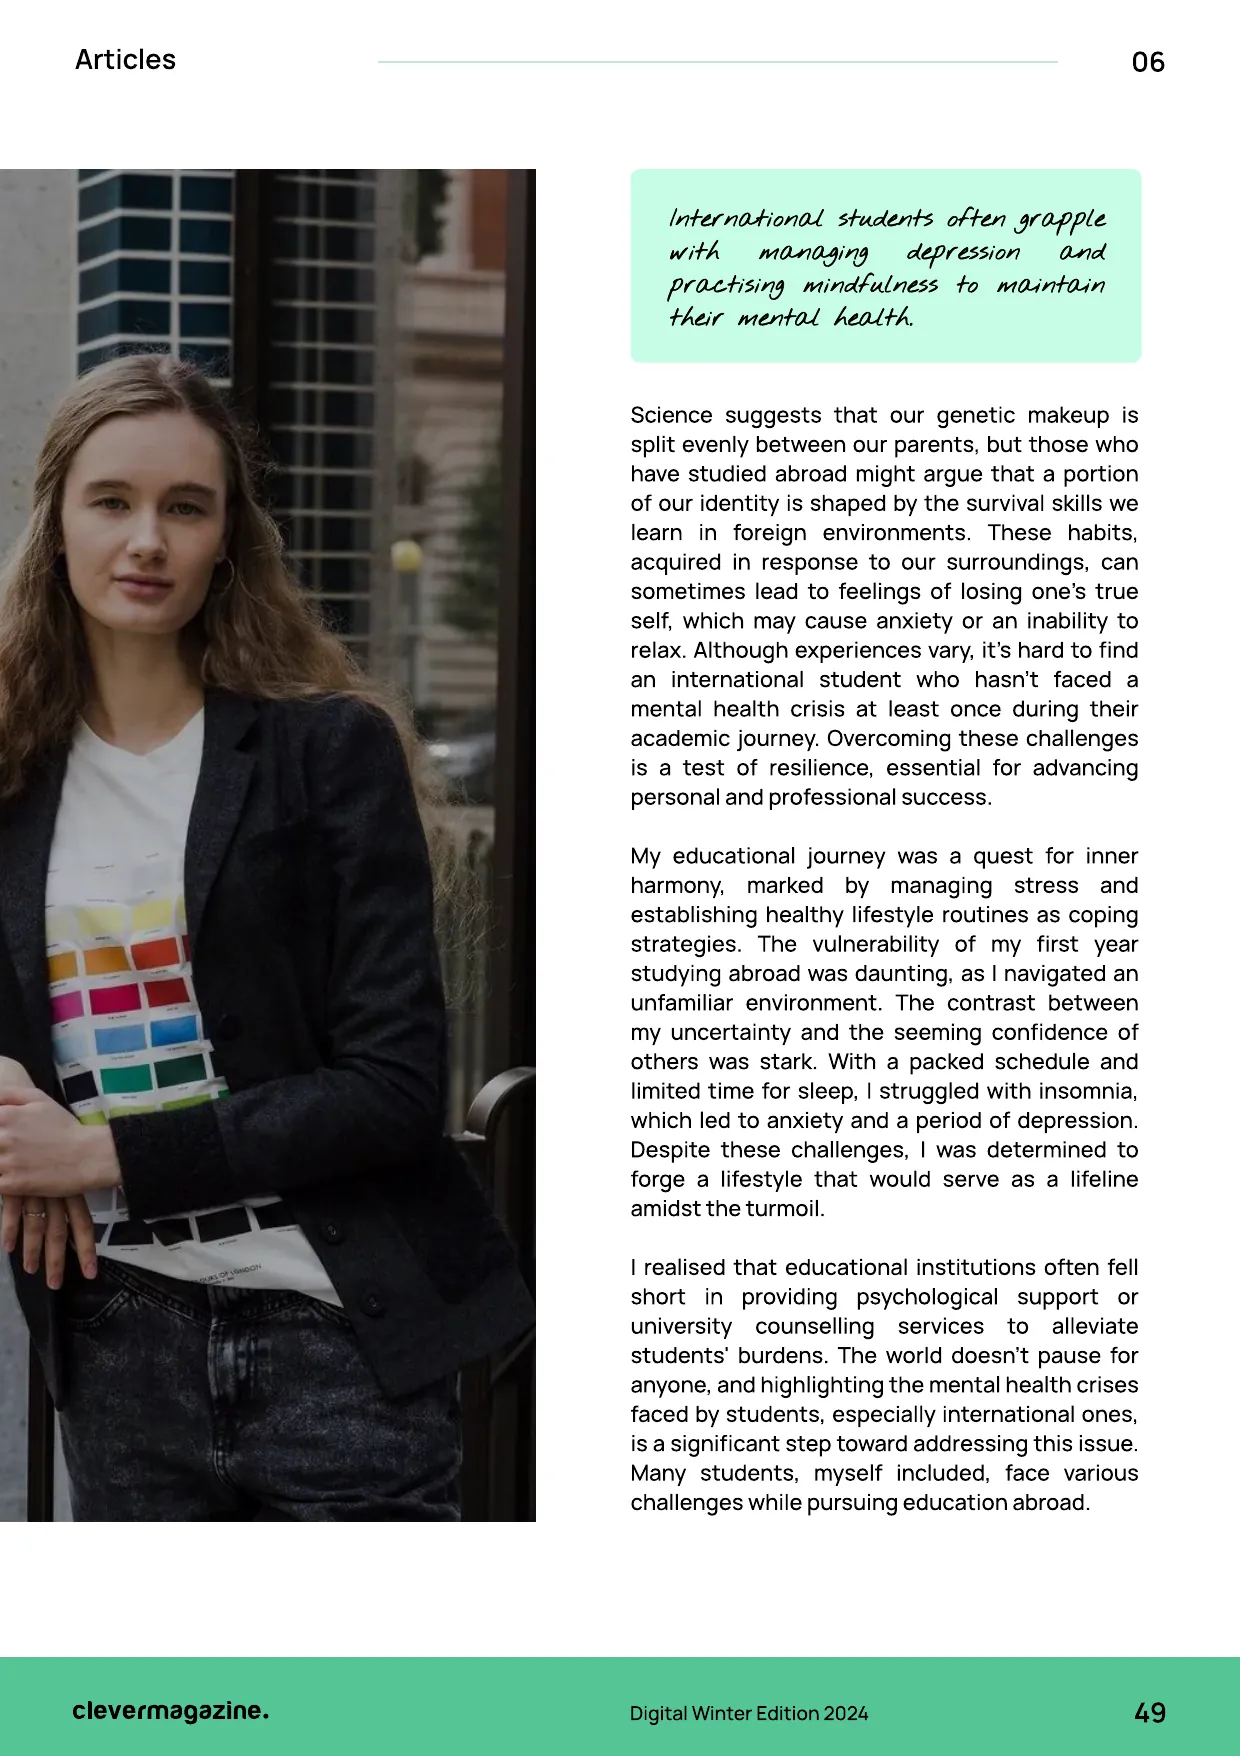 Articles
06
International students often grapple
with managing depression and
practising mindfulness to maintain
their mental health.
Science suggests that our genetic makeup is
split evenly between our parents, but those who
have studied abroad might argue that a portion
of our identity is shaped by the survival skills we
learn in foreign environments. These habits,
acquired in response to our surroundings, can
sometimes lead to feelings of losing one's true
self, which may cause anxiety or an inability to
relax. Although experiences vary, it's hard to find
an international student who hasn't faced a
mental health crisis at least once during their
academic journey. Overcoming these challenges
is a test of resilience, essential for advancing
personal and professional success.
My educational journey was a quest for inner
harmony, marked by managing stress and
establishing healthy lifestyle routines as coping
strategies. The vulnerability of my first year
studying abroad was daunting, as I navigated an
unfamiliar environment. The contrast between
my uncertainty and the seeming confidence of
others was stark. With a packed schedule and
limited time for sleep, I struggled with insomnia,
which led to anxiety and a period of depression.
Despite these challenges, I was determined to
forge a lifestyle that would serve as a lifeline
amidst the turmoil.
I realised that educational institutions often fell
short in providing psychological support or
university counselling services to alleviate
students' burdens. The world doesn't pause for
anyone, and highlighting the mental health crises
faced by students, especially international ones,
is a significant step toward addressing this issue.
Many students, myself included, face various
challenges while pursuing education abroad.
OF LONDON
clevermagazine.
Digital Winter Edition 2024
49